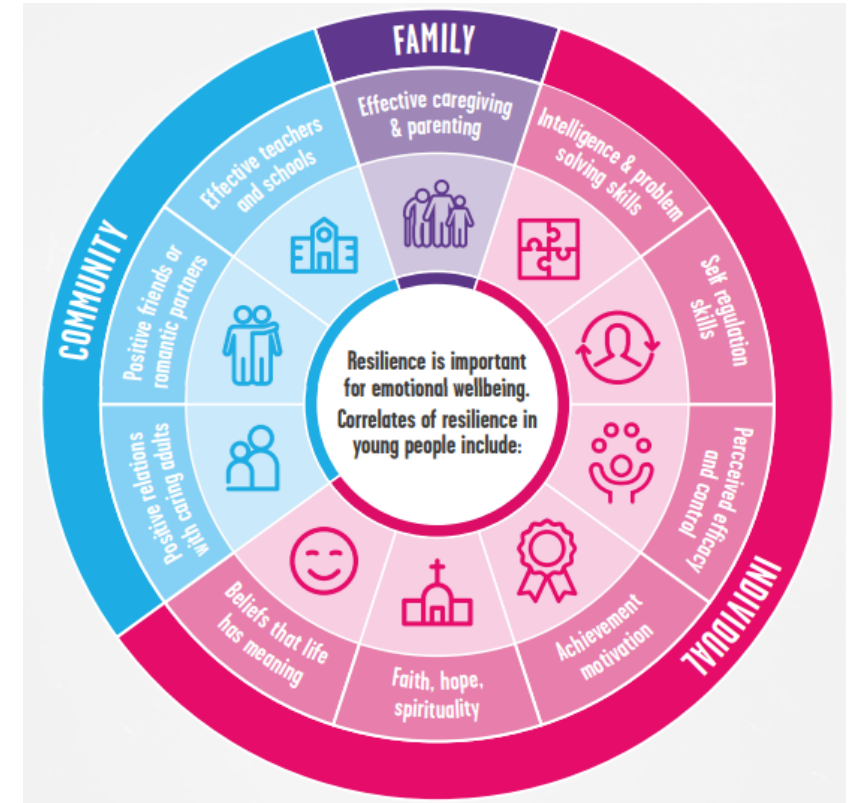 FAMILY
Effective caregiving
& parenting
Intelligence & problem
solving skills
Self regulation
skills
Perceived efficacy
and control
INDIVIDUAL
Achievement
motivation
Faith, hope,
spirituality
Beliefs that life
has meaning
Positive relations
with caring adults
COMMUNITY
Positive friends or
romantic partners
Effective teachers
and schools
Resilience is important
for emotional wellbeing.
Correlates of resilience in
young people include: